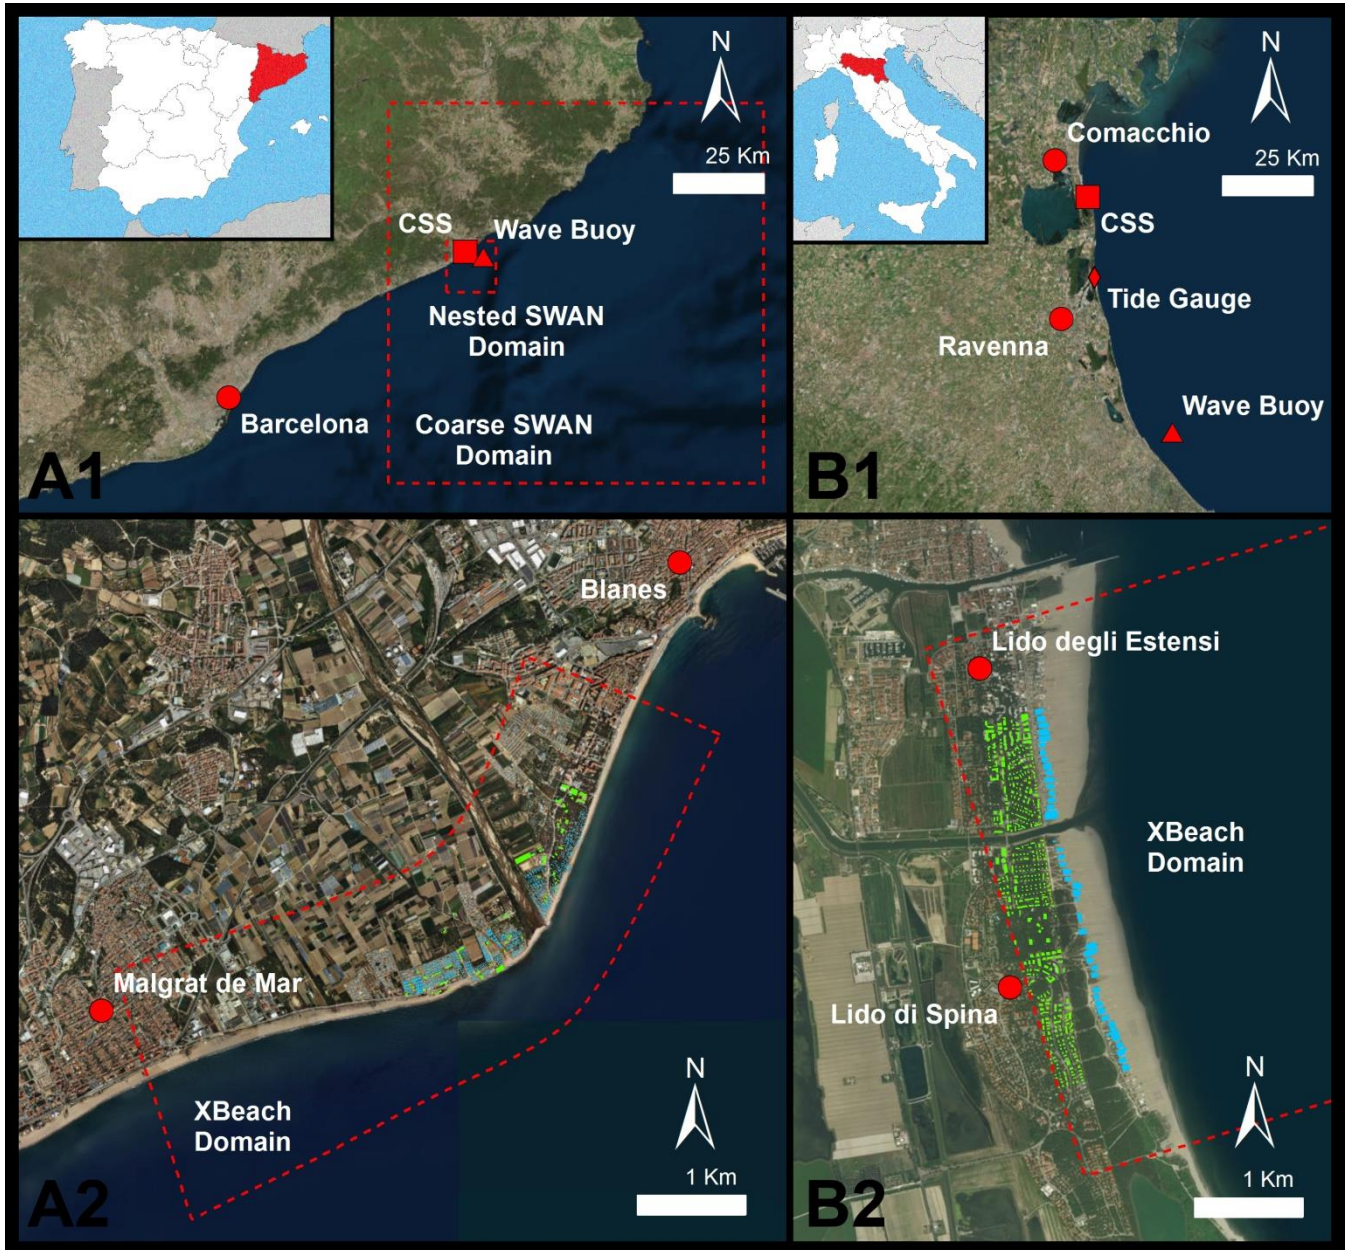 N
25 Km
CSS
Wave Buoy
Nested SWAN
Domain
Barcelona
Coarse SWAN
Domain
A1
N
Comacchio
25 Km
CSS
Tide Gauge
Ravenna
Wave Buoy
B1
Blanes
Malgrat de Mar
XBeach
Domain
N
1 Km
A2
Lido degli Estensi
XBeach
Domain
Lido di Spina
N
1 Km
B2